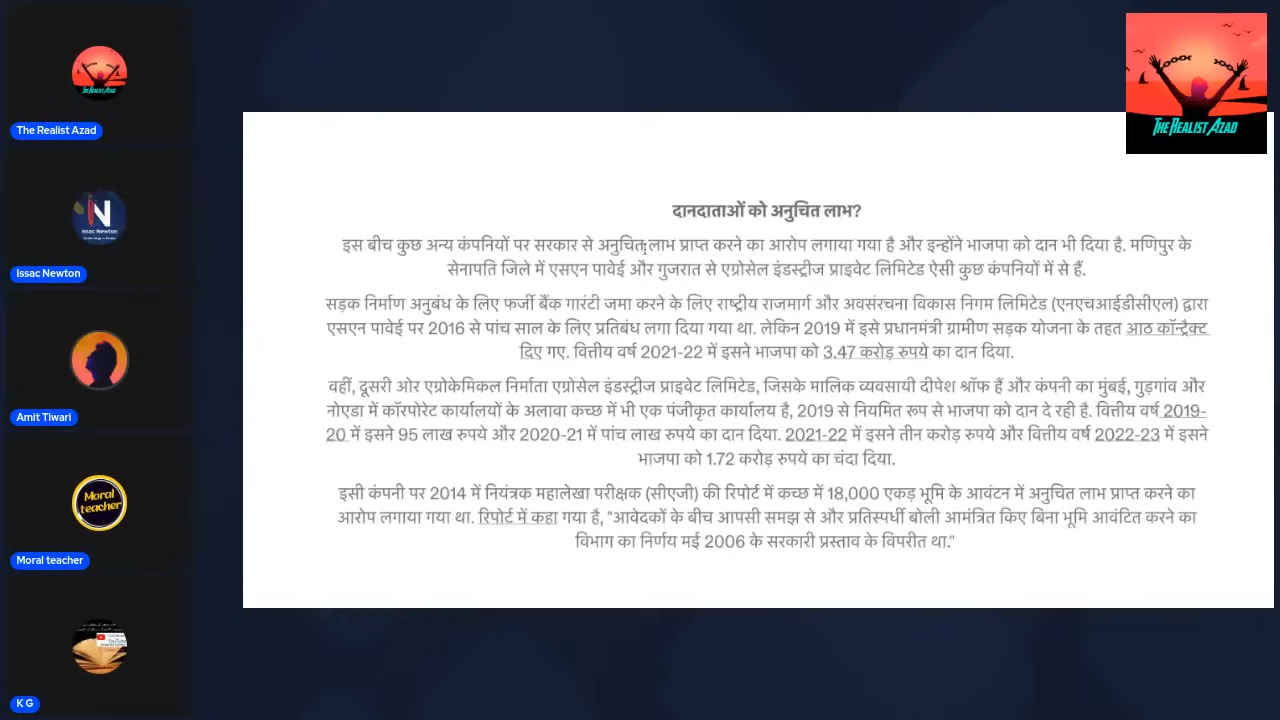 The Realist Azad
Issac Newton
Amit Tiwari
Moral teacher
Moral teacher
K G
THE REALIST AZAD
दानदाताओं को अनुचित लाभ?
इस बीच कुछ अन्य कंपनियों पर सरकार से अनुचित लाभ प्राप्त करने का आरोप लगाया गया है और इन्होंने भाजपा को दान भी दिया है. मणिपुर के
सेनापति जिले में एसएन पावेई और गुजरात से एग्रोसेल इंडस्ट्रीज प्राइवेट लिमिटेड ऐसी कुछ कंपनियों में से हैं.
सड़क निर्माण अनुबंध के लिए फर्जी बैंक गारंटी जमा करने के लिए राष्ट्रीय राजमार्ग और अवसंरचना विकास निगम लिमिटेड (एनएचआईडीसीएल) द्वारा
एसएन पावेई पर 2016 से पांच साल के लिए प्रतिबंध लगा दिया गया था. लेकिन 2019 में इसे प्रधानमंत्री ग्रामीण सड़क योजना के तहत आठ कॉन्ट्रैक्ट
दिए गए. वित्तीय वर्ष 2021-22 में इसने भाजपा को 3.47 करोड़ रुपये का दान दिया.
वहीं, दूसरी ओर एग्रोकेमिकल निर्माता एग्रोसेल इंडस्ट्रीज प्राइवेट लिमिटेड, जिसके मालिक व्यवसायी दीपेश श्रॉफ हैं और कंपनी का मुंबई, गुड़गांव और
नोएडा में कॉरपोरेट कार्यालयों के अलावा कच्छ में भी एक पंजीकृत कार्यालय है, 2019 से नियमित रूप से भाजपा को दान दे रही है. वित्तीय वर्ष 2019-
20 में इसने 95 लाख रुपये और 2020-21 में पांच लाख रुपये का दान दिया. 2021-22 में इसने तीन करोड़ रुपये और वित्तीय वर्ष 2022-23 में इसने
भाजपा को 1.72 करोड़ रुपये का चंदा दिया.
इसी कंपनी पर 2014 में नियंत्रक महालेखा परीक्षक (सीएजी) की रिपोर्ट में कच्छ में 18,000 एकड़ भूमि के आवंटन में अनुचित लाभ प्राप्त करने का
आरोप लगाया गया था. रिपोर्ट में कहा गया है, "आवेदकों के बीच आपसी समझ से और प्रतिस्पर्धी बोली आमंत्रित किए बिना भूमि आवंटित करने का
विभाग का निर्णय मई 2006 के सरकारी प्रस्ताव के विपरीत था."